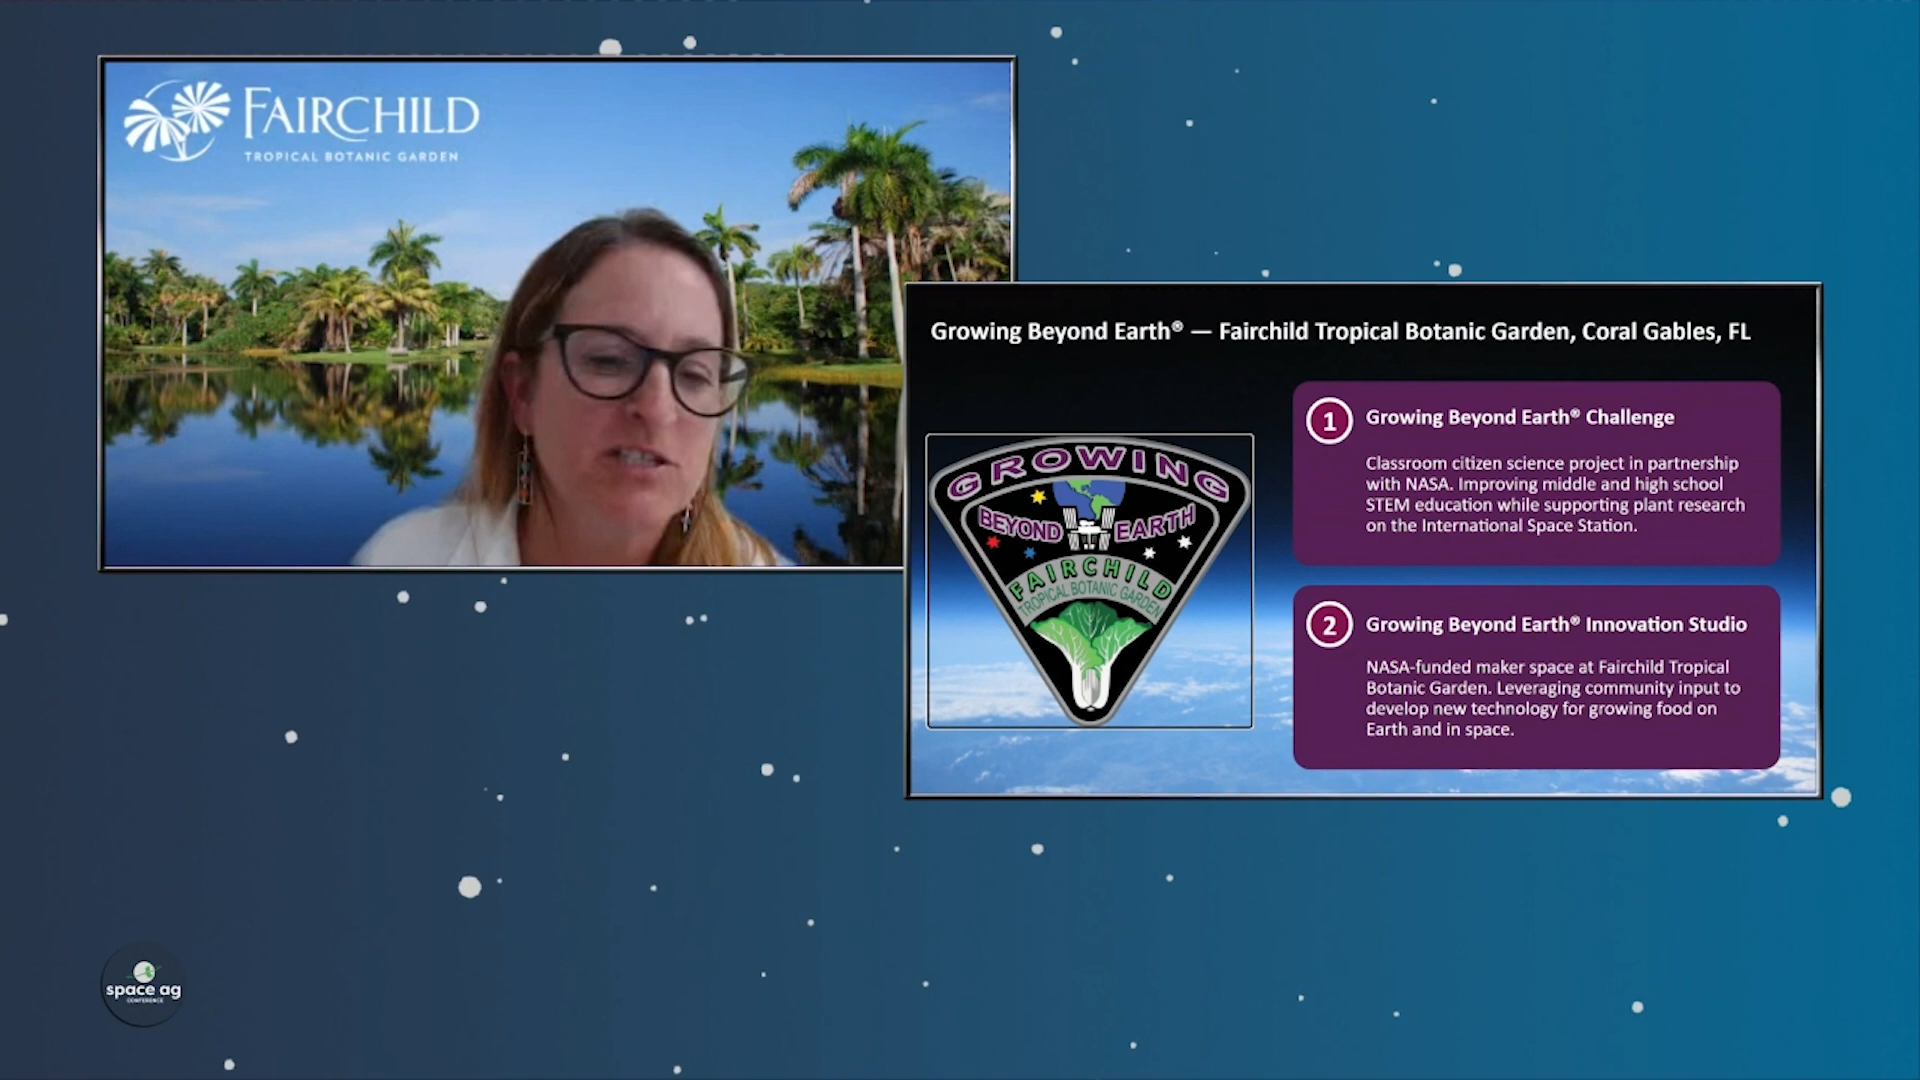 FAIRCHILD
TROPICAL BOTANIC GARDEN
Growing Beyond Earth® — Fairchild Tropical Botanic Garden, Coral Gables, FL
GROWING
BEYOND EARTH
FAIRCHILD
TROPICAL BOTANIC GARDEN
1 Growing Beyond Earth® Challenge
Classroom citizen science project in partnership
with NASA. Improving middle and high school
STEM education while supporting plant research
on the International Space Station.
2 Growing Beyond Earth® Innovation Studio
NASA-funded maker space at Fairchild Tropical
Botanic Garden. Leveraging community input to
develop new technology for growing food on
Earth and in space.
space ag
CONFERENCE